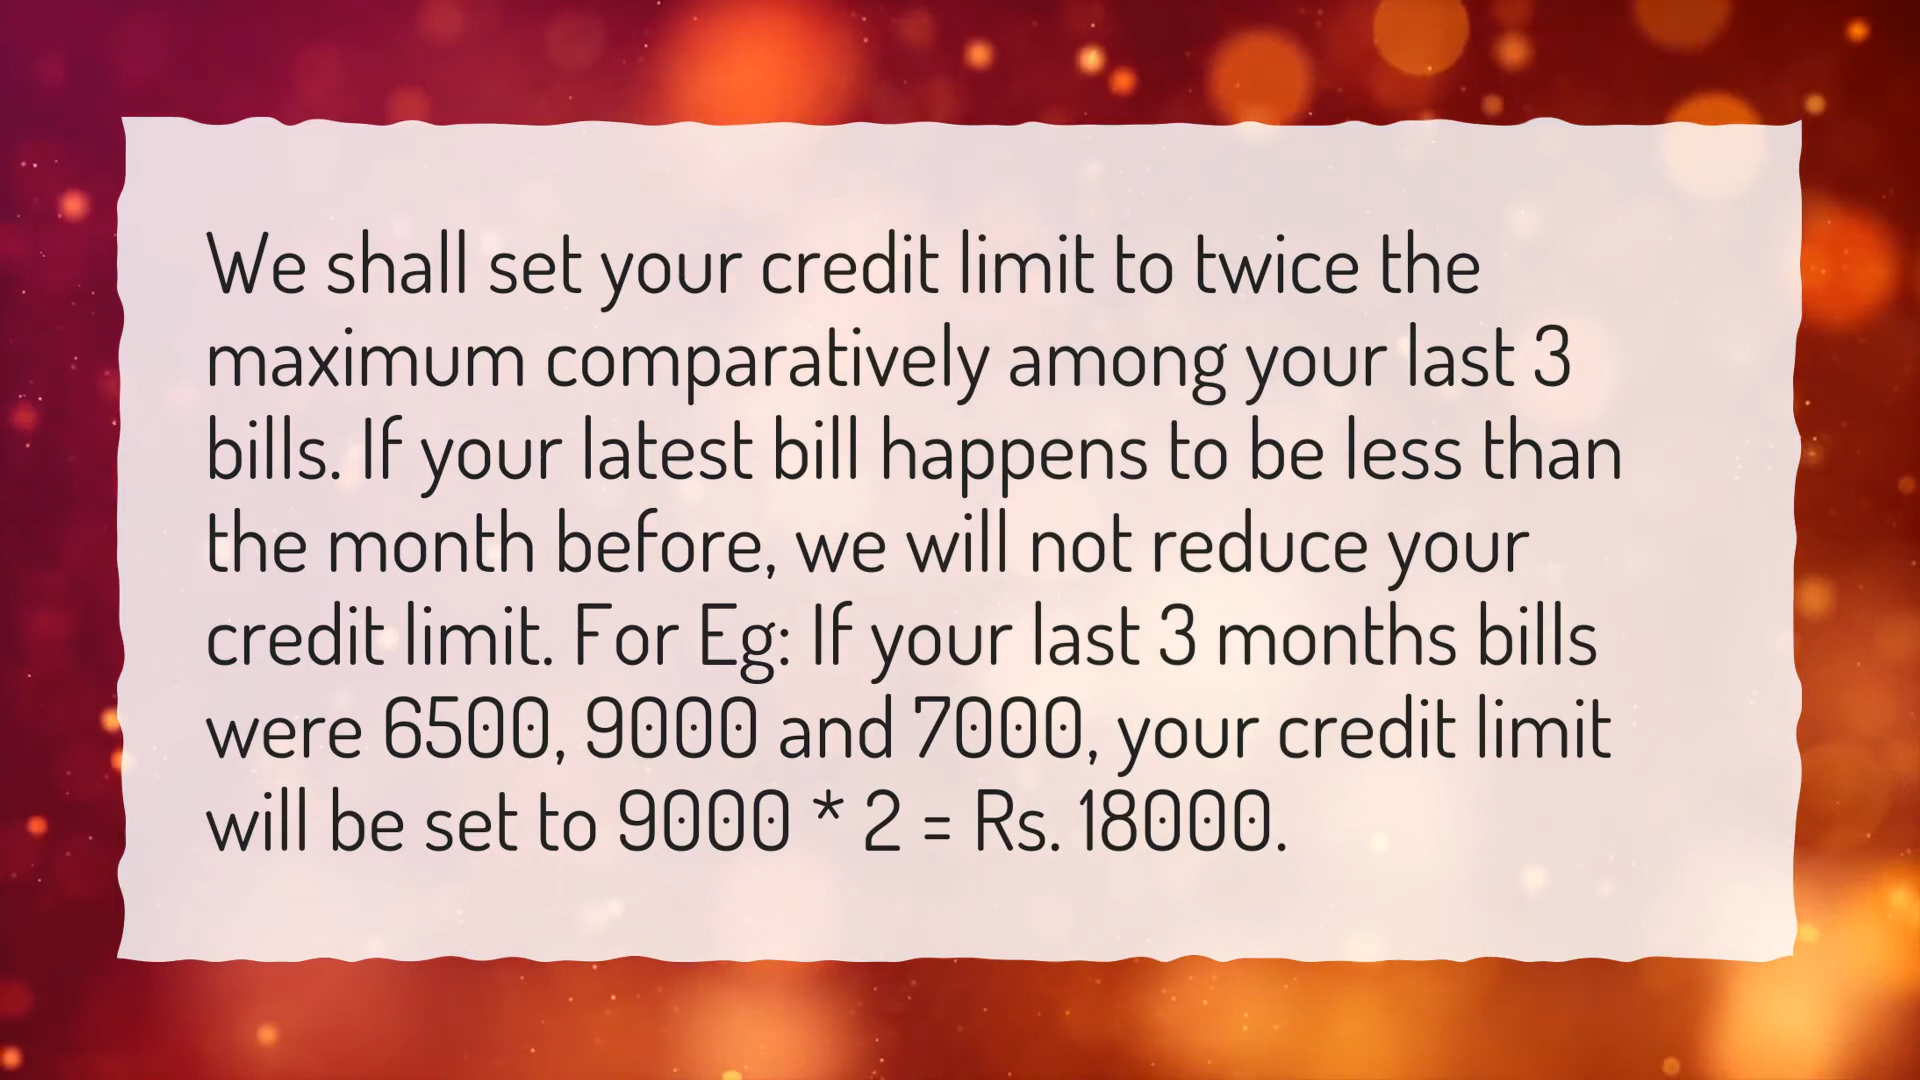 We shall set your credit limit to twice the
maximum comparatively among your last 3
bills. If your latest bill happens to be less than
the month before, we will not reduce your
credit limit. For Eg: If your last 3 months bills
were 6500, 9000 and 7000, your credit limit
will be set to 9000 * 2 = Rs. 18000.